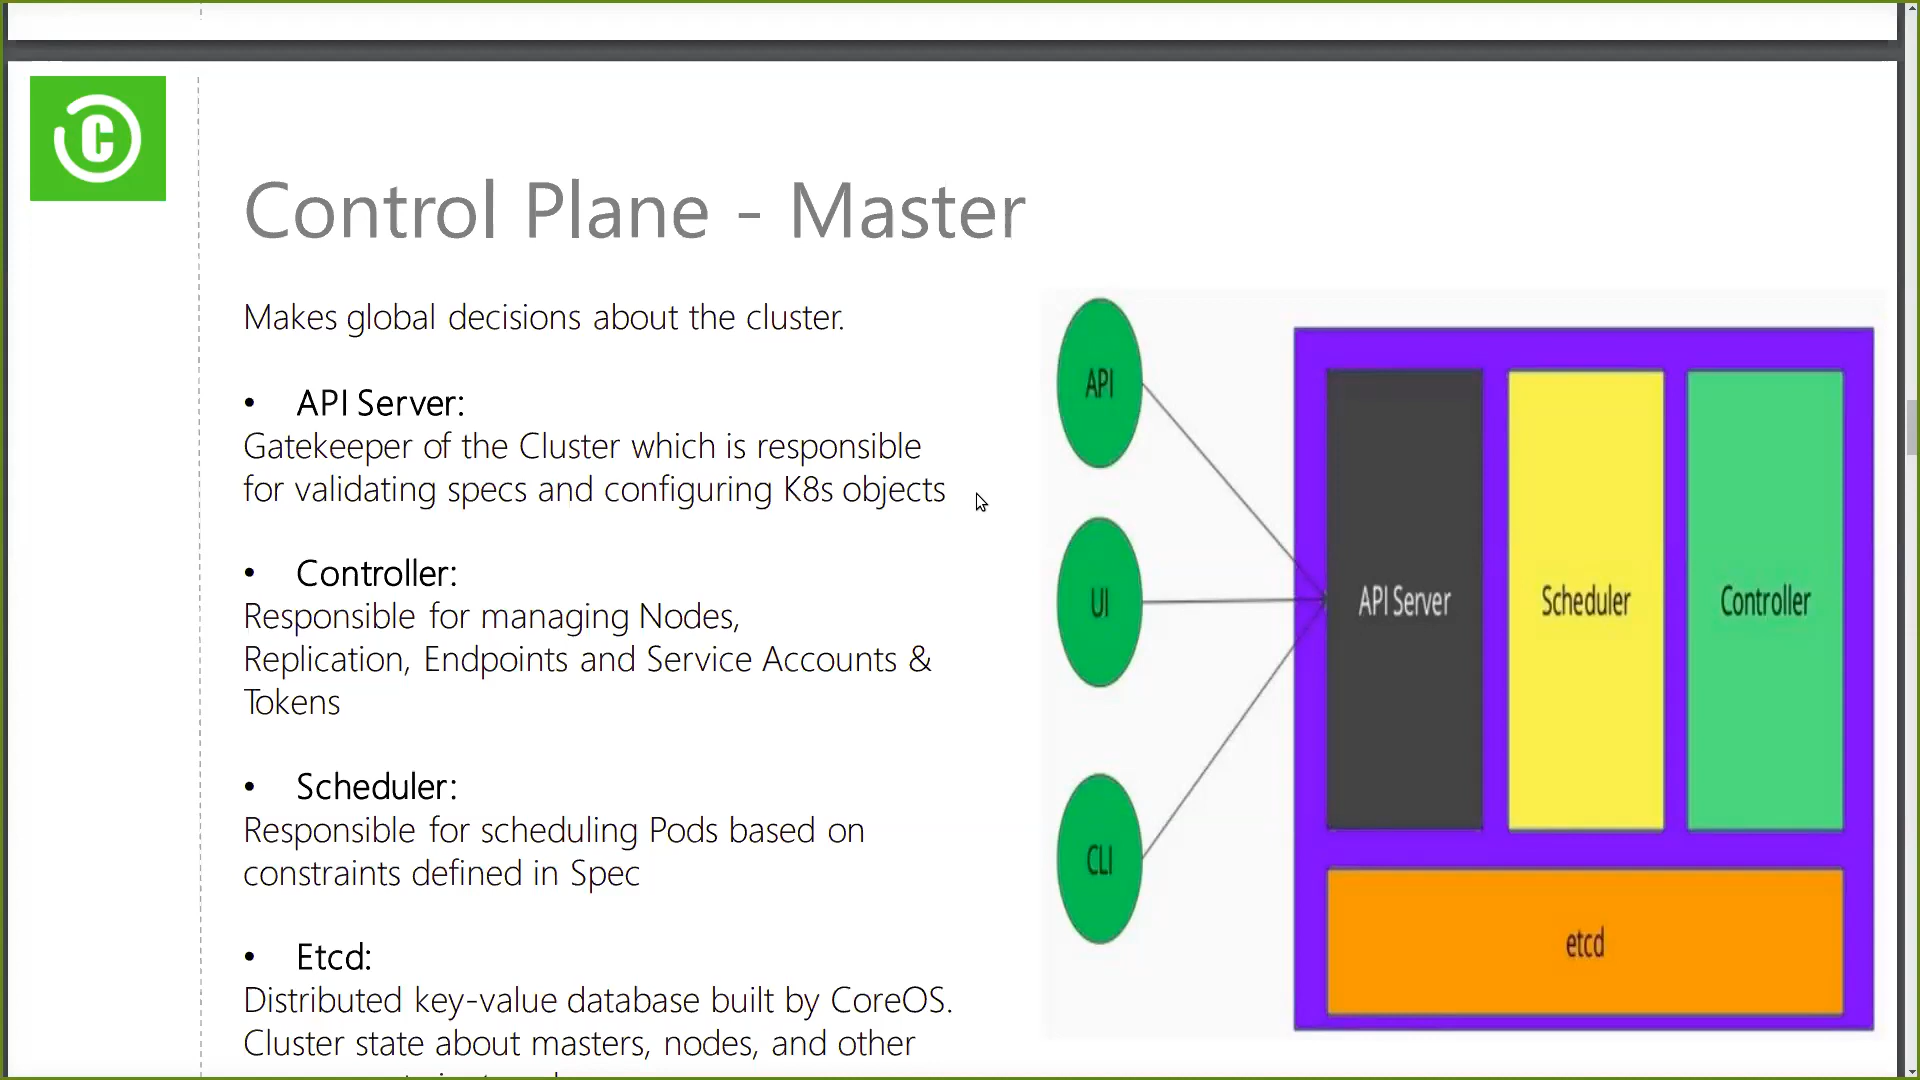 C
Control Plane - Master
Makes global decisions about the cluster.
• API Server:
Gatekeeper of the Cluster which is responsible
for validating specs and configuring K8s objects
• Controller:
Responsible for managing Nodes,
Replication, Endpoints and Service Accounts &
Tokens
• Scheduler:
Responsible for scheduling Pods based on
constraints defined in Spec
• Etcd:
Distributed key-value database built by CoreOS.
Cluster state about masters, nodes, and other
API
UI
CLI
API Server
Scheduler
Controller
etcd